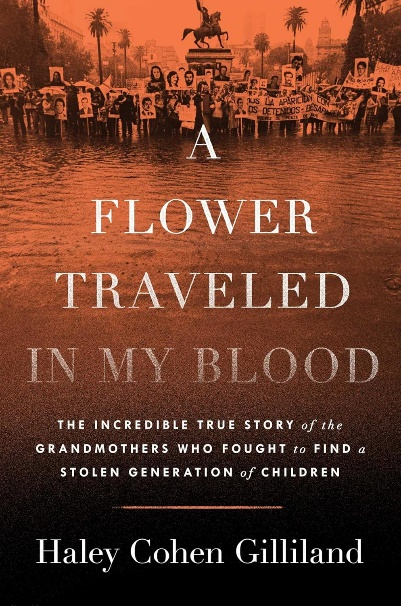 A
FLOWER
TRAVELED
IN MY BLOOD
THE INCREDIBLE TRUE STORY of the
GRANDMOTHERS WHO FOUGHT to FIND a
STOLEN GENERATION of CHILDREN
Haley Cohen Gilliland